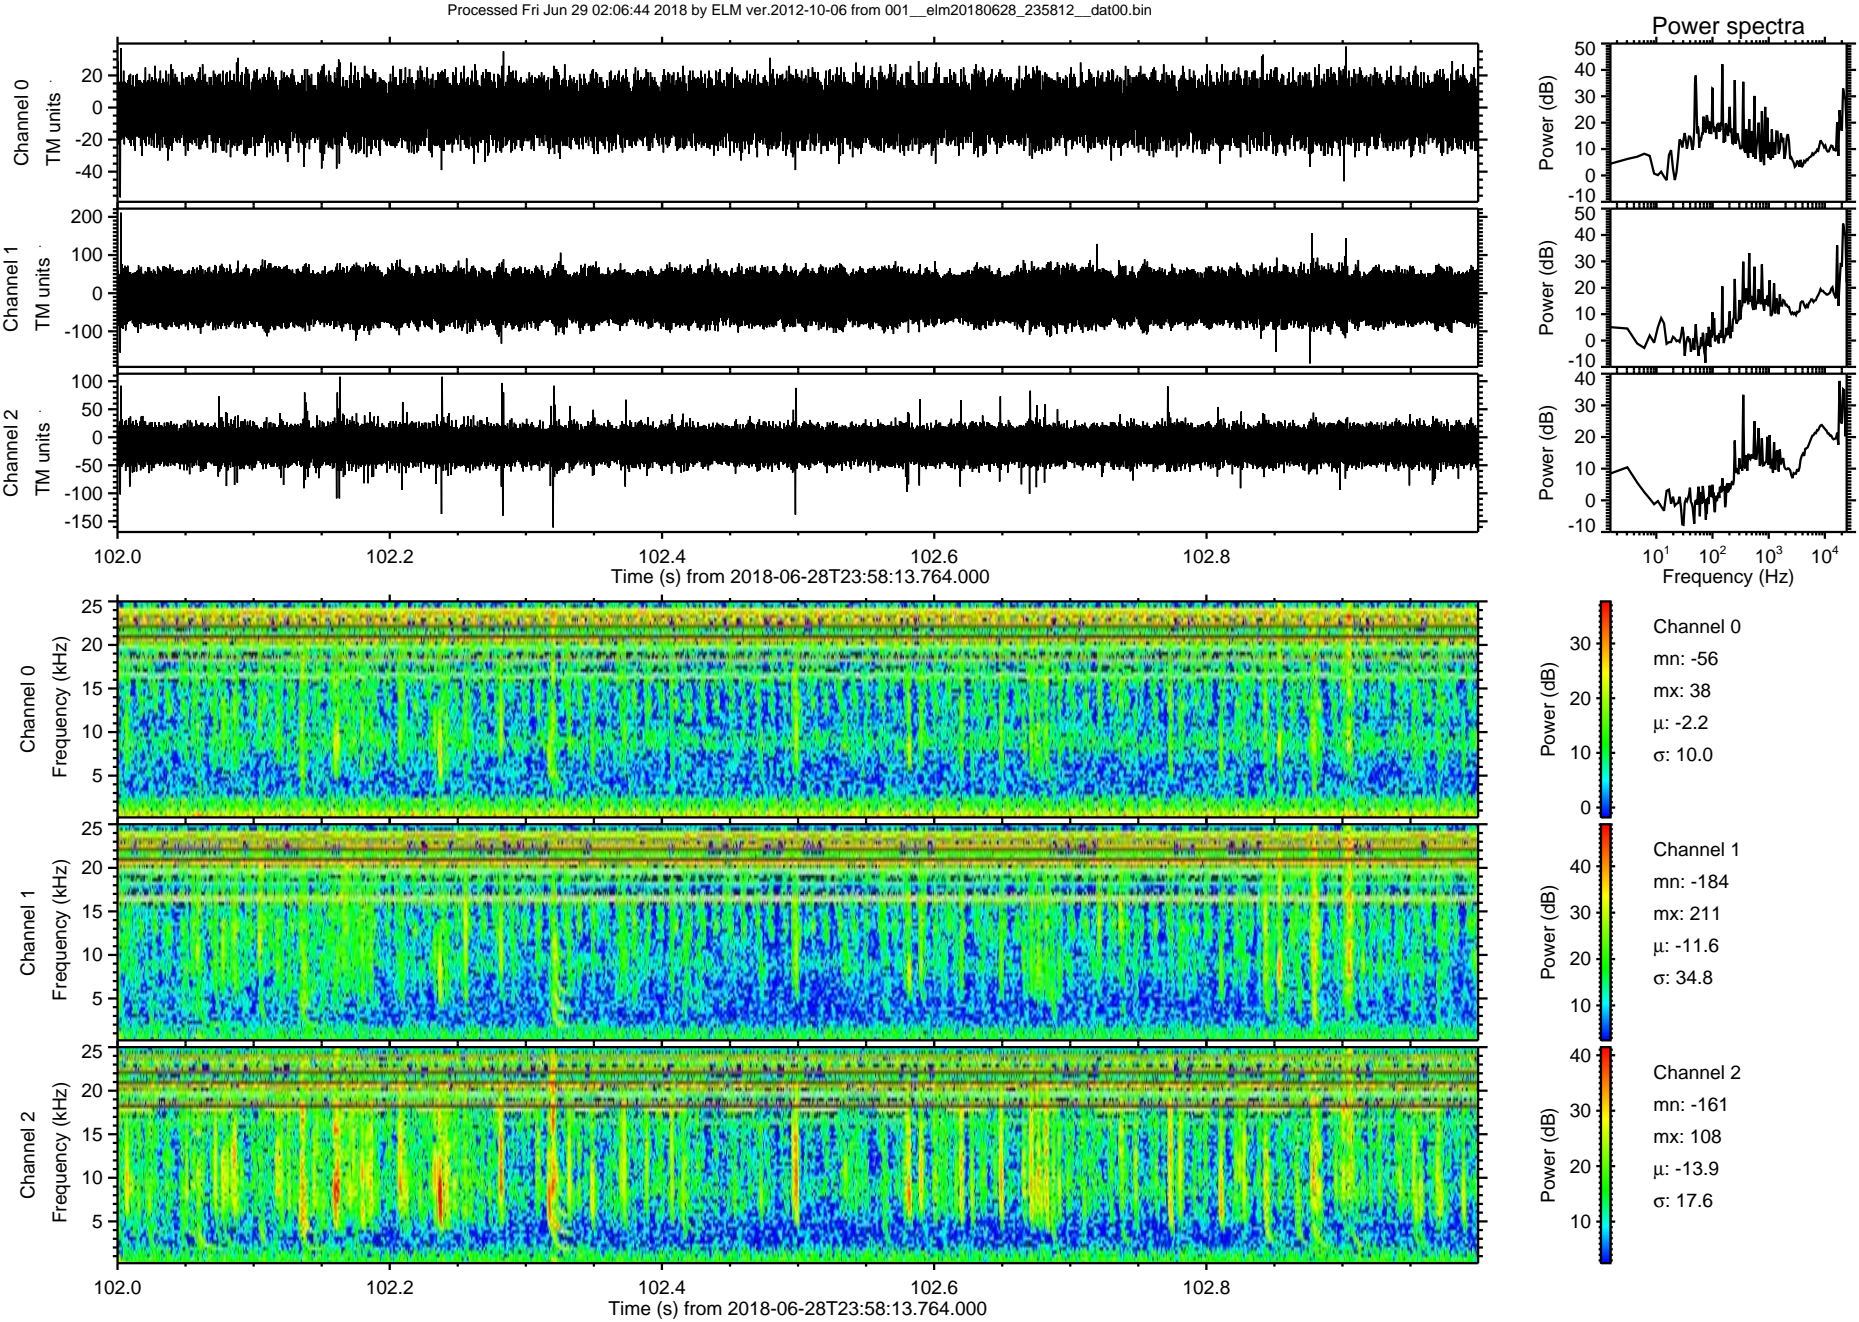 Processed Fri Jun 29 02:06:44 2018 by ELM ver.2012-10-06 from 001__elm20180628_235812__dat00.bin
Power spectra
Channel 0
TM units
20
0
-20
-40
Power (dB)
50
40
30
20
10
0
-10
Channel 1
TM units
200
100
0
-100
Power (dB)
50
40
30
20
10
0
-10
Channel 2
TM units
100
50
0
-50
-100
-150
Power (dB)
40
30
20
10
0
-10
102.0 102.2 102.4 102.6 102.8
Time (s) from 2018-06-28T23:58:13.764.000
10¹ 10² 10³ 10⁴
Frequency (Hz)
Channel 0
Frequency (kHz)
25
20
15
10
5
Power (dB)
30
20
10
0
Channel 0
mn: -56
mx: 38
μ: -2.2
σ: 10.0
Channel 1
Frequency (kHz)
25
20
15
10
5
Power (dB)
40
30
20
10
Channel 1
mn: -184
mx: 211
μ: -11.6
σ: 34.8
Channel 2
Frequency (kHz)
25
20
15
10
5
Power (dB)
40
30
20
10
Channel 2
mn: -161
mx: 108
μ: -13.9
σ: 17.6
102.0 102.2 102.4 102.6 102.8
Time (s) from 2018-06-28T23:58:13.764.000